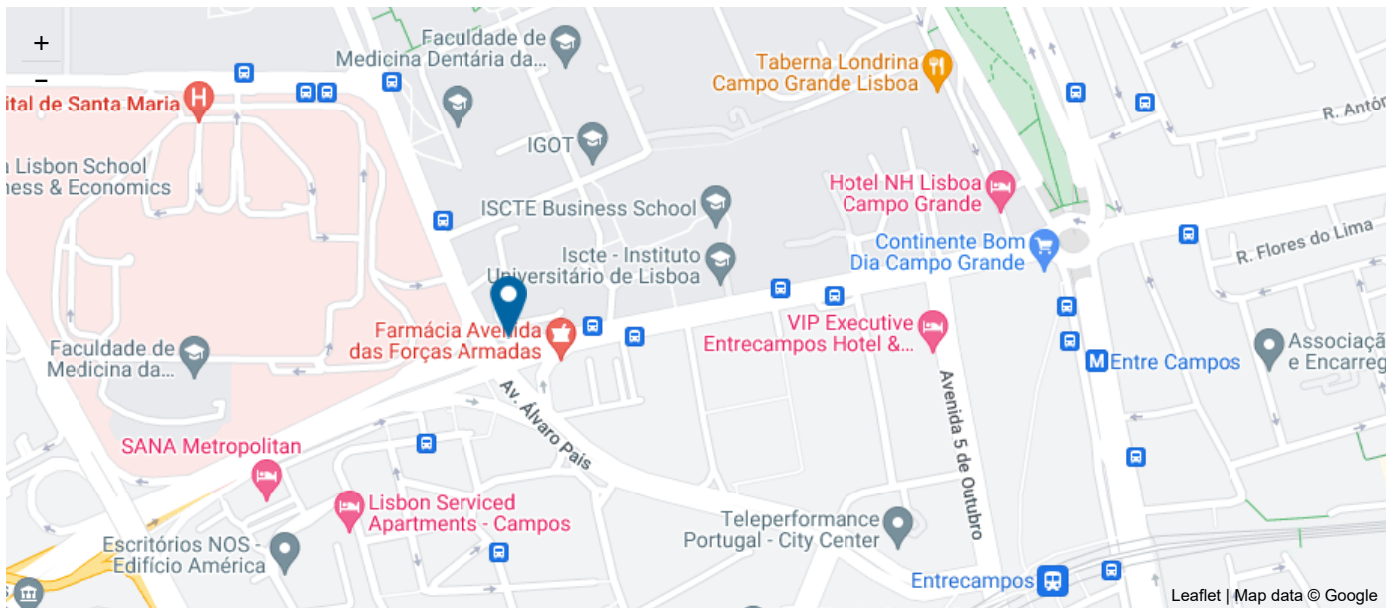 +
−
Faculdade de
Medicina Dentária da...
Taberna Londrina
Campo Grande Lisboa
ital de Santa Maria
H
R. Antór
IGOT
Lisbon School
ness & Economics
Hotel NH Lisboa
Campo Grande
ISCTE Business School
Continente Bom
Dia Campo Grande
R. Flores do Lima
Iscte - Instituto
Universitário de Lisboa
Farmácia Avenida
das Forças Armadas
VIP Executive
Entrecampos Hotel &...
Faculdade de
Medicina da...
M
Entre Campos
Associaçã
e Encarreg
Av. Álvaro Pais
Avenida 5 de Outubro
SANA Metropolitan
Lisbon Serviced
Apartments - Campos
Teleperformance
Portugal - City Center
Escritórios NOS -
Edifício América
Entrecampos
Leaflet | Map data © Google